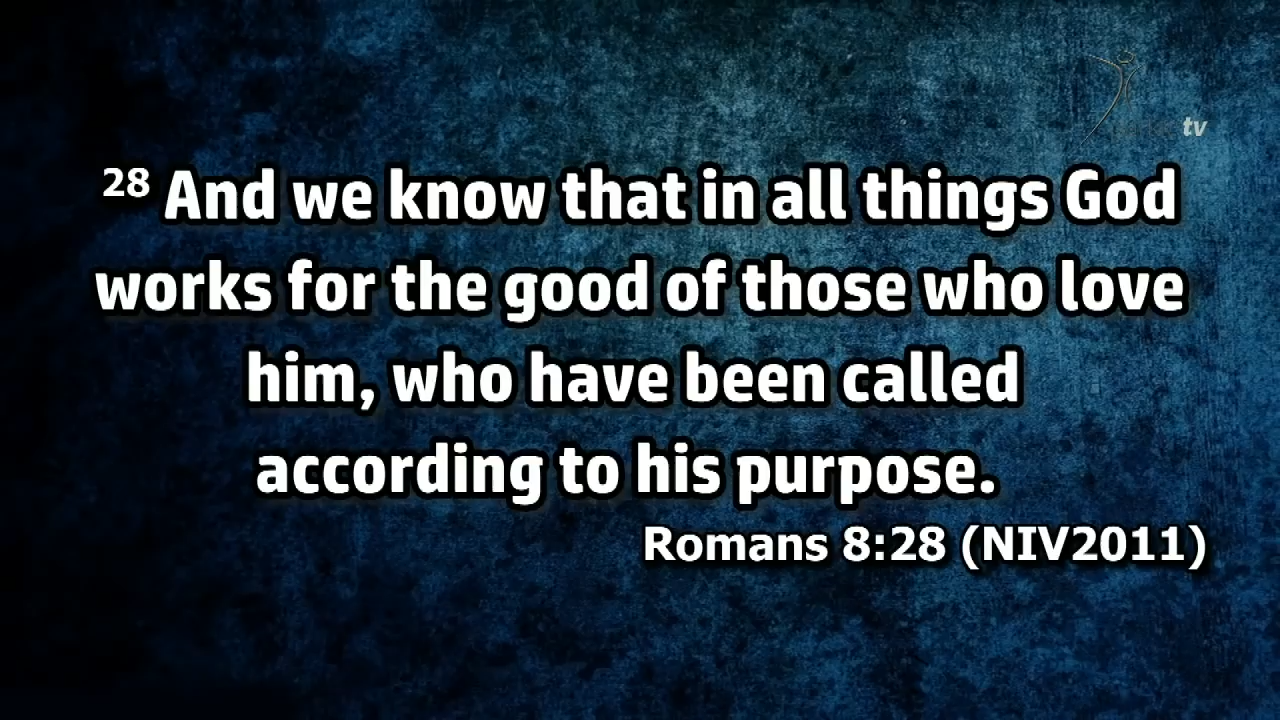 tv
28 And we know that in all things God
works for the good of those who love
him, who have been called
according to his purpose.
Romans 8:28 (NIV2011)